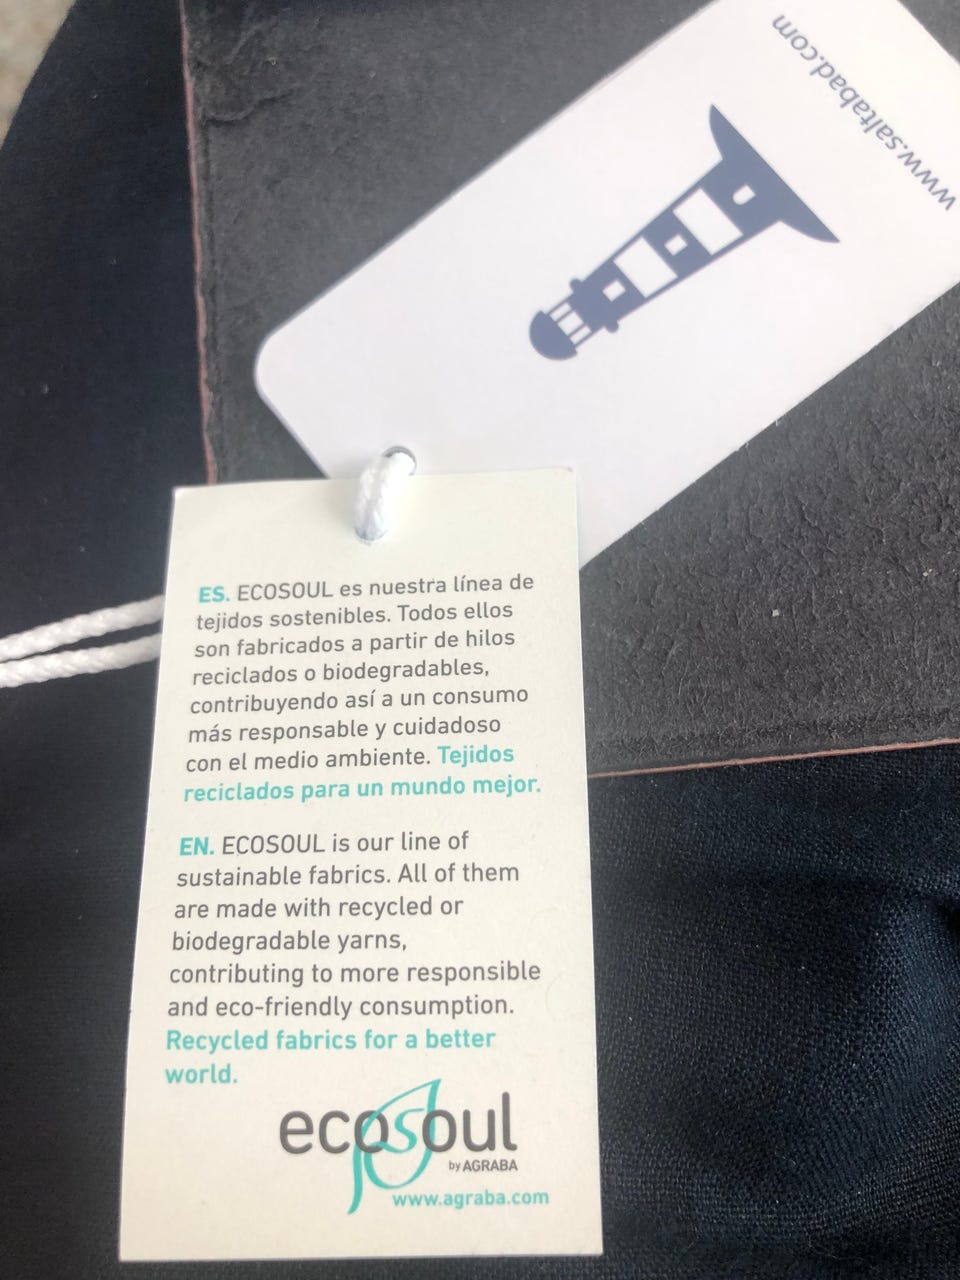 www.saltabad.com
ES. ECOSOUL es nuestra línea de
tejidos sostenibles. Todos ellos
son fabricados a partir de hilos
reciclados o biodegradables,
contribuyendo así a un consumo
más responsable y cuidadoso
con el medio ambiente. Tejidos
reciclados para un mundo mejor.
EN. ECOSOUL is our line of
sustainable fabrics. All of them
are made with recycled or
biodegradable yarns,
contributing to more responsible
and eco-friendly consumption.
Recycled fabrics for a better
world.
ecosoul
by AGRABA
www.agraba.com